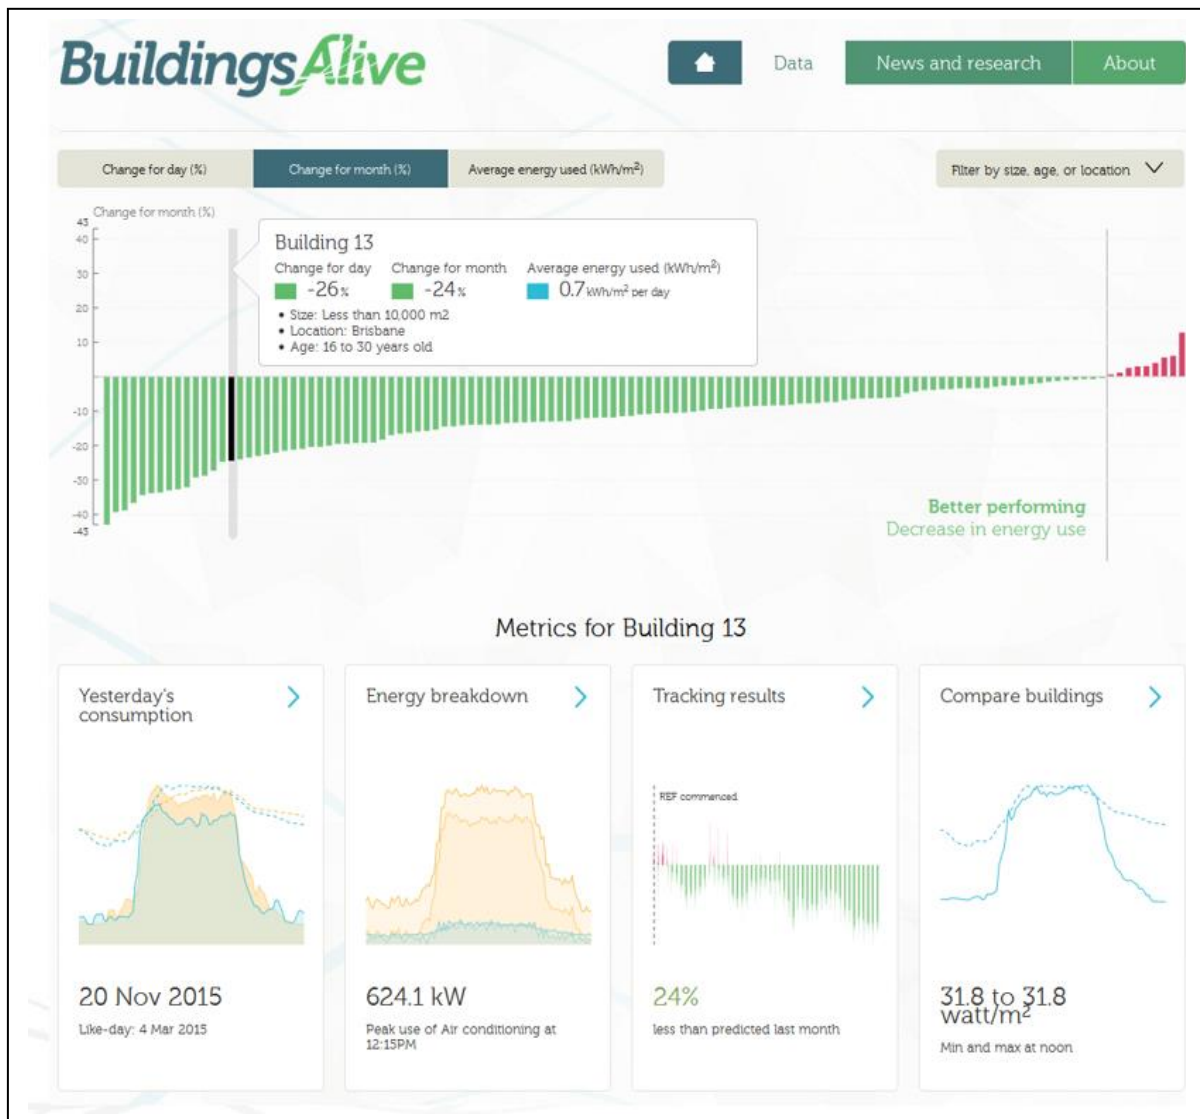 BuildingsAlive
Data
News and research
About
Change for day (%)
Change for month (%)
Average energy used (kWh/m²)
Filter by size, age, or location
Change for month (%)
43
40
30
20
10
-10
-20
-30
-40
-43
Building 13
Change for day
Change for month
Average energy used (kWh/m²)
-26%
-24%
0.7 kWh/m² per day
• Size: Less than 10,000 m2
• Location: Brisbane
• Age: 16 to 30 years old
Better performing
Decrease in energy use
Metrics for Building 13
Yesterday's
consumption
20 Nov 2015
Like-day: 4 Mar 2015
Energy breakdown
624.1 kW
Peak use of Air conditioning at
12:15PM
Tracking results
REF commenced.
24%
less than predicted last month
Compare buildings
31.8 to 31.8
watt/m²
Min and max at noon